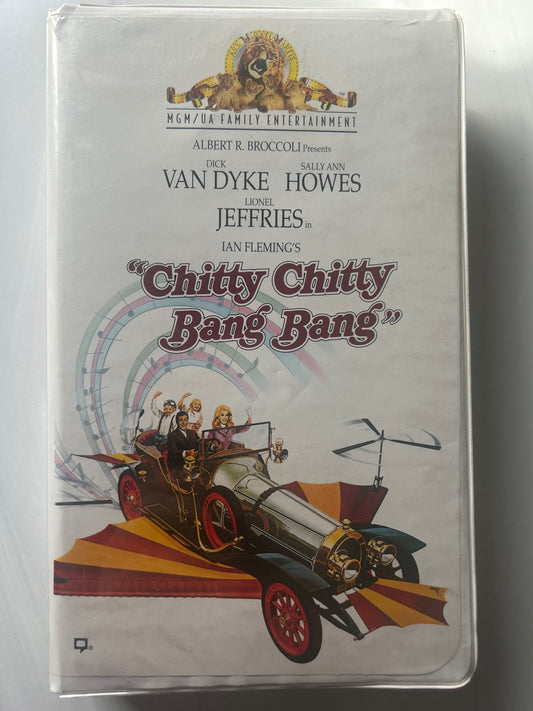 MGM/UA FAMILY ENTERTAINMENT
ALBERT R. BROCCOLI Presents
DICK SALLY ANN
VAN DYKE HOWES
LIONEL
JEFFRIES in
IAN FLEMING'S
"Chitty Chitty
Bang Bang"
®